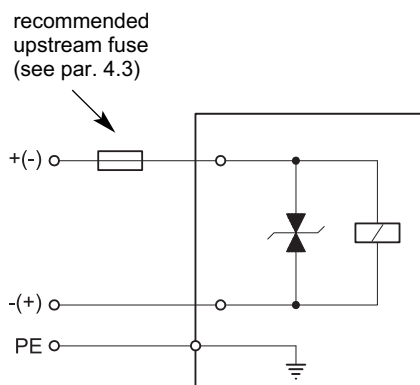 recommended
upstream fuse
(see par. 4.3)
+(-)
-(+)
PE